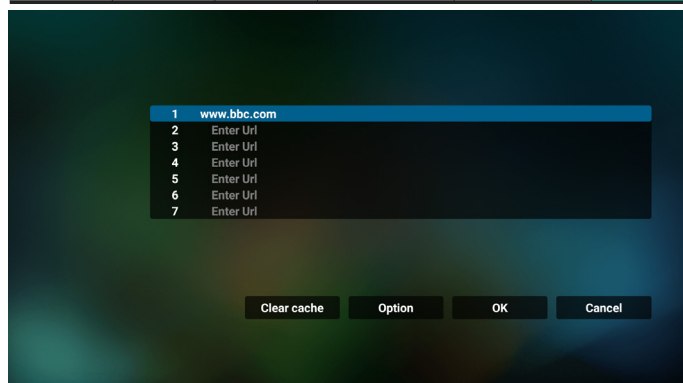 1 www.bbc.com
2 Enter Url
3 Enter Url
4 Enter Url
5 Enter Url
6 Enter Url
7 Enter Url
Clear cache Option OK Cancel